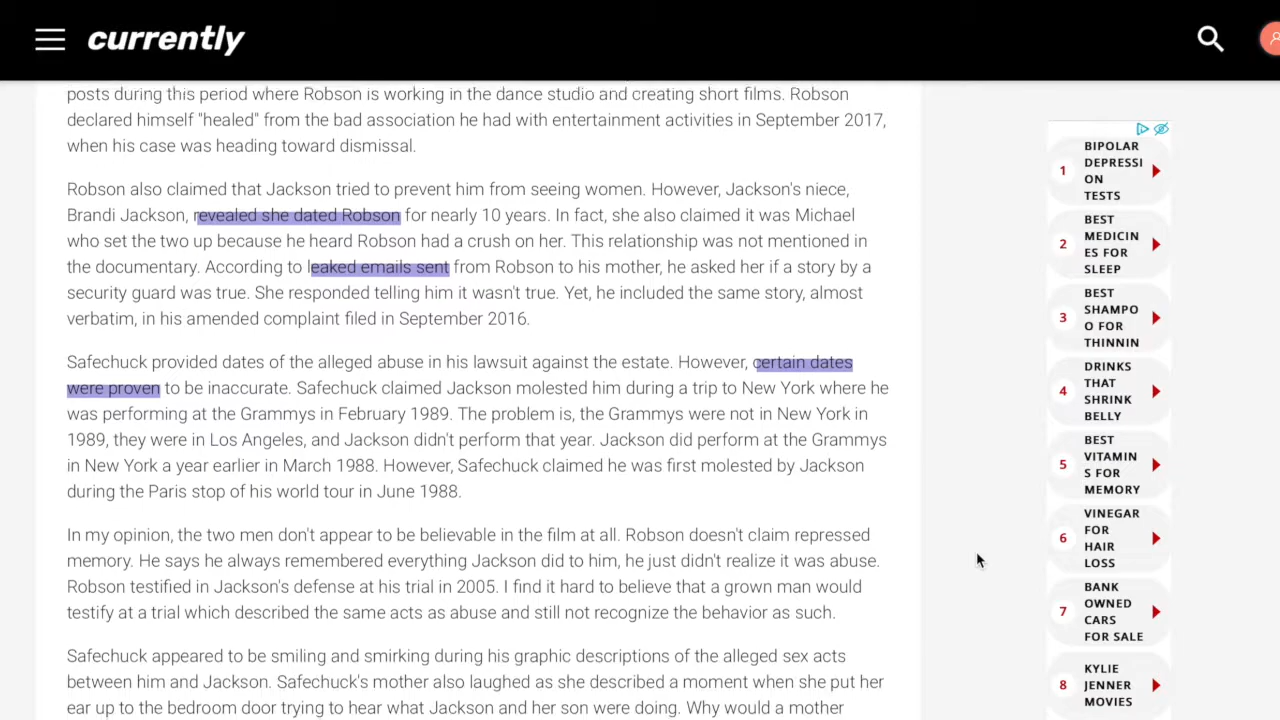 currently
posts during this period where Robson is working in the dance studio and creating short films. Robson
declared himself "healed" from the bad association he had with entertainment activities in September 2017,
when his case was heading toward dismissal.
Robson also claimed that Jackson tried to prevent him from seeing women. However, Jackson's niece,
Brandi Jackson, revealed she dated Robson for nearly 10 years. In fact, she also claimed it was Michael
who set the two up because he heard Robson had a crush on her. This relationship was not mentioned in
the documentary. According to leaked emails sent from Robson to his mother, he asked her if a story by a
security guard was true. She responded telling him it wasn't true. Yet, he included the same story, almost
verbatim, in his amended complaint filed in September 2016.
Safechuck provided dates of the alleged abuse in his lawsuit against the estate. However, certain dates
were proven to be inaccurate. Safechuck claimed Jackson molested him during a trip to New York where he
was performing at the Grammys in February 1989. The problem is, the Grammys were not in New York in
1989, they were in Los Angeles, and Jackson didn't perform that year. Jackson did perform at the Grammys
in New York a year earlier in March 1988. However, Safechuck claimed he was first molested by Jackson
during the Paris stop of his world tour in June 1988.
In my opinion, the two men don't appear to be believable in the film at all. Robson doesn't claim repressed
memory. He says he always remembered everything Jackson did to him, he just didn't realize it was abuse.
Robson testified in Jackson's defense at his trial in 2005. I find it hard to believe that a grown man would
testify at a trial which described the same acts as abuse and still not recognize the behavior as such.
Safechuck appeared to be smiling and smirking during his graphic descriptions of the alleged sex acts
between him and Jackson. Safechuck's mother also laughed as she described a moment when she put her
ear up to the bedroom door trying to hear what Jackson and her son were doing. Why would a mother
1
BIPOLAR
DEPRESSI
ON
TESTS
2
BEST
MEDICIN
ES FOR
SLEEP
3
BEST
SHAMPO
O FOR
THINNIN
4
DRINKS
THAT
SHRINK
BELLY
5
BEST
VITAMIN
S FOR
MEMORY
6
VINEGAR
FOR
HAIR
LOSS
7
BANK
OWNED
CARS
FOR SALE
8
KYLIE
JENNER
MOVIES